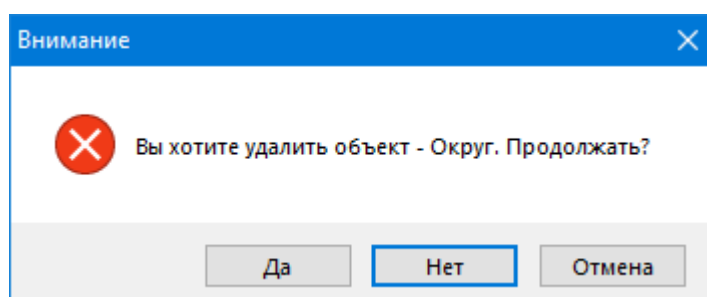 Внимание
Вы хотите удалить объект - Округ. Продолжать?
Да
Нет
Отмена